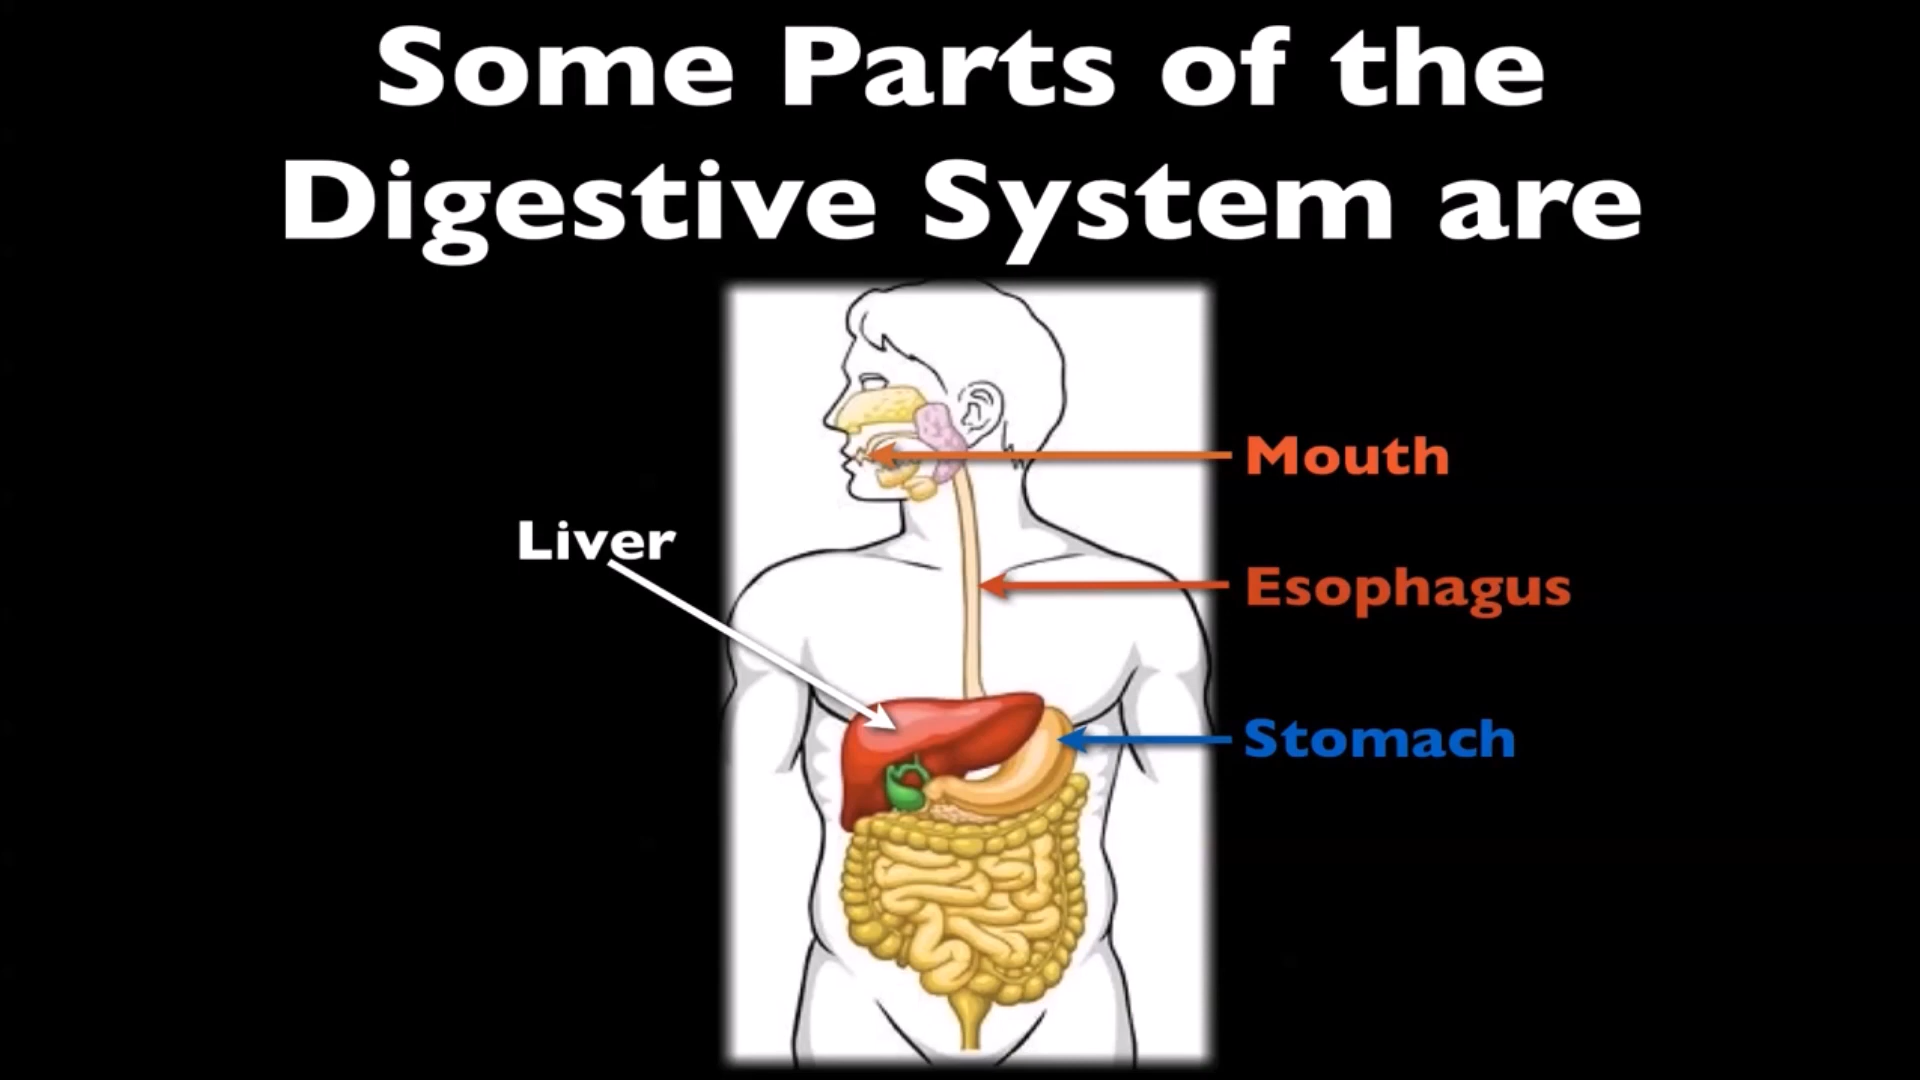 Some Parts of the
Digestive System are
Mouth
Liver
Esophagus
Stomach